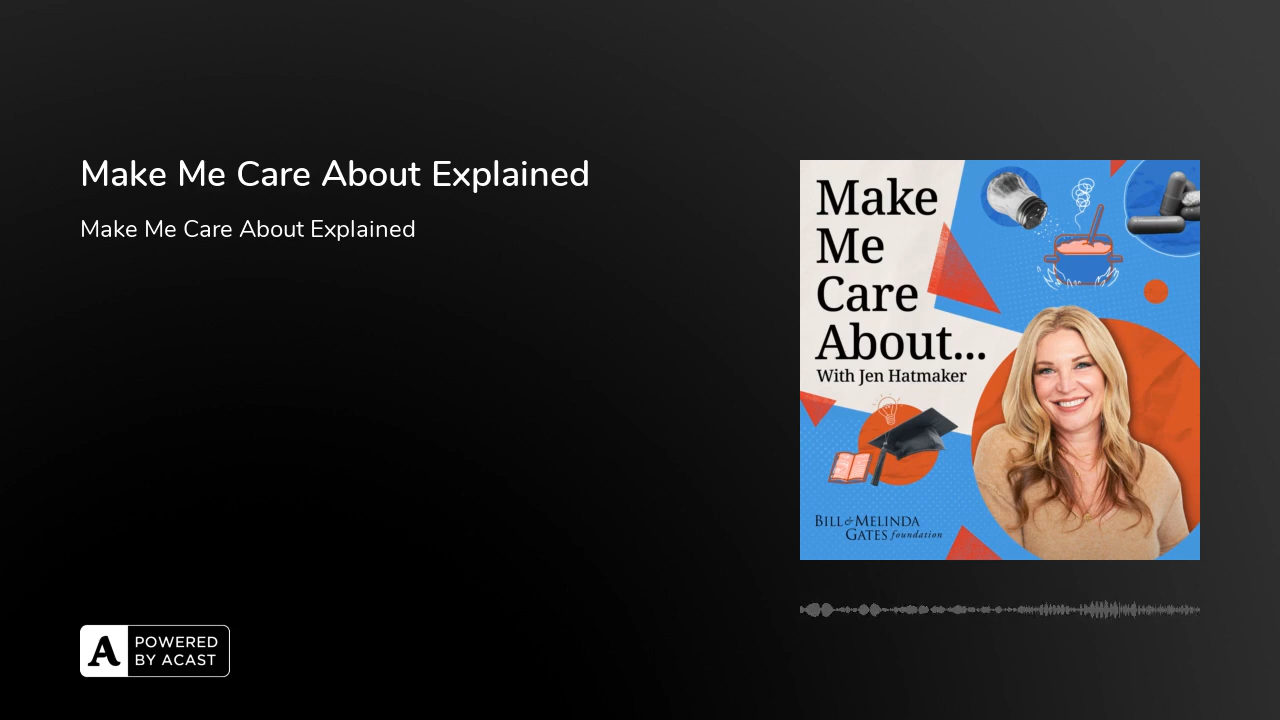 Make Me Care About Explained
Make Me Care About Explained
Make
Me
Care
About...
With Jen Hatmaker
BILL & MELINDA
GATES foundation
A POWERED
BY ACAST